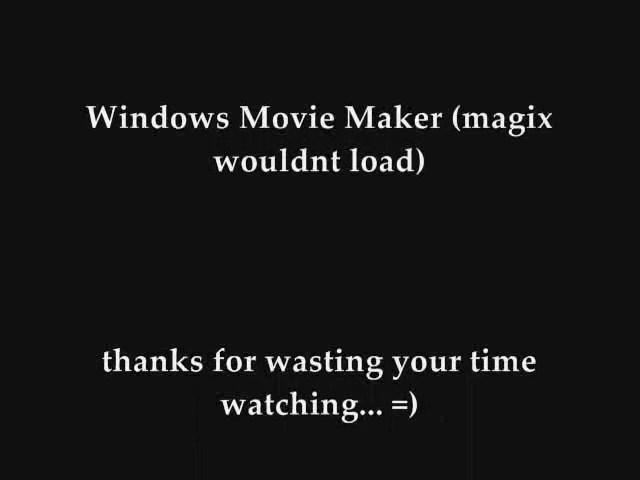 Windows Movie Maker (magix
wouldnt load)
thanks for wasting your time
watching... =)